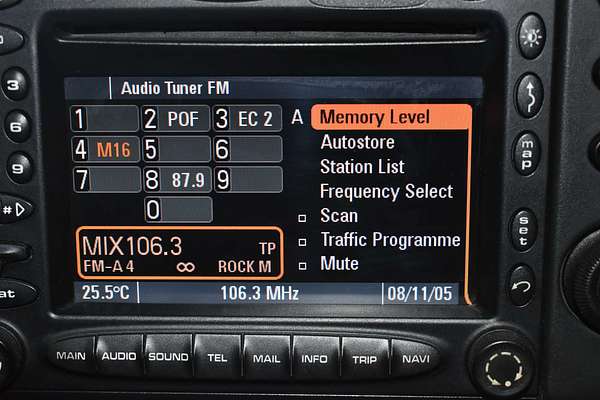 Audio Tuner FM
1 2 POF 3 EC 2 A Memory Level
4 M16 5 6 Autostore
Station List
7 8 87.9 9 Frequency Select
0 Scan
MIX106.3 TP Traffic Programme
FM-A 4 ∞ ROCK M Mute
25.5°C 106.3 MHz 08/11/05
3
6
9
#
at
map
set
MAIN AUDIO SOUND TEL MAIL INFO TRIP NAVI